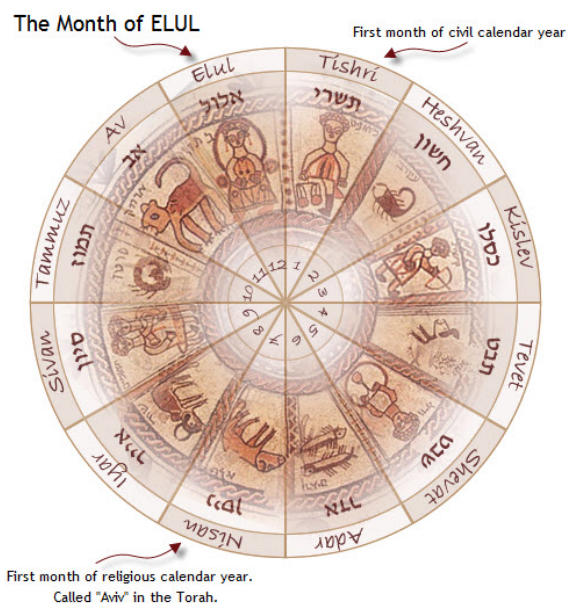 The Month of ELUL
First month of civil calendar year
Tishri
תשרי
Heshvan
חשון
Kislev
כסלו
Tevet
טבת
Shevat
שבט
Adar
אדר
Nisan
ניסן
Iyar
אייר
Sivan
סיון
Tammuz
תמוז
Av
אב
Elul
אלול
1
2
3
4
5
6
7
8
9
10
11
12
First month of religious calendar year.
Called "Aviv" in the Torah.